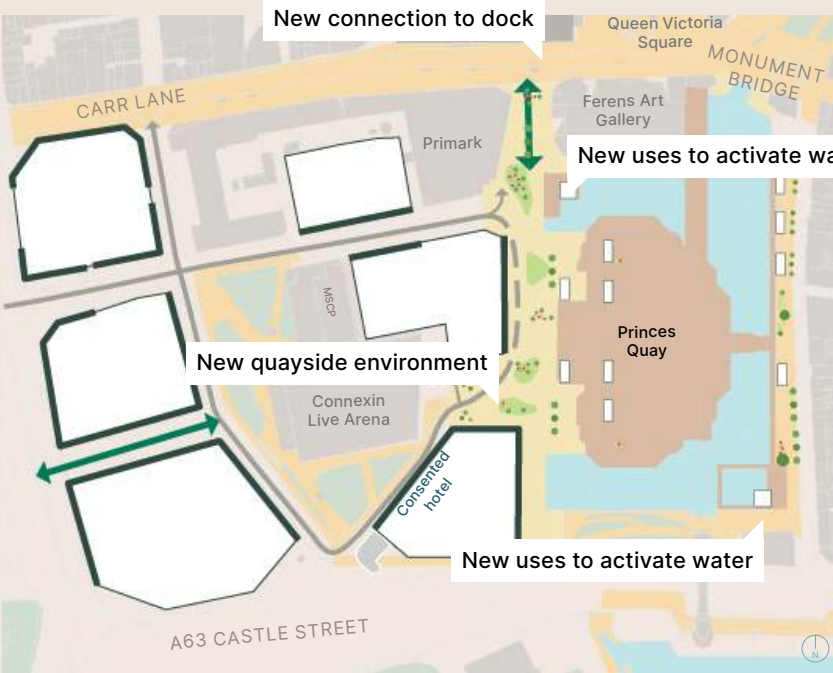 New connection to dock
Queen Victoria
Square
MONUMENT
BRIDGE
CARR LANE
Ferens Art
Gallery
Primark
New uses to activate wa
MSCP
Princes
Quay
New quayside environment
Connexin
Live Arena
Consented
hotel
New uses to activate water
A63 CASTLE STREET
N